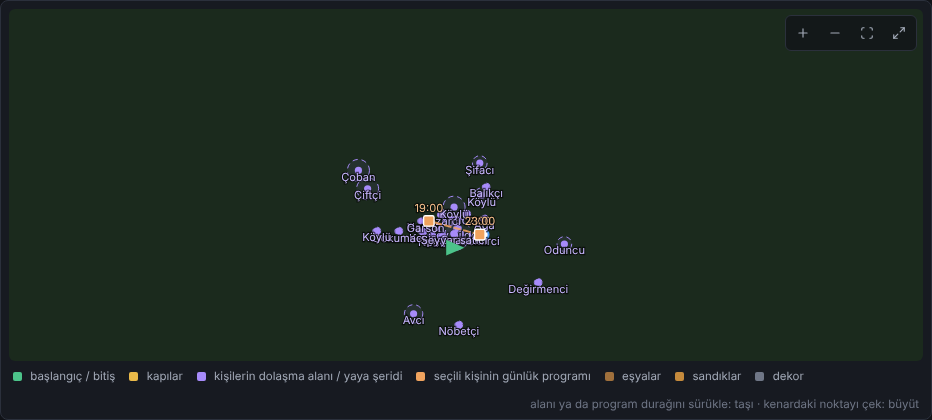 Şifacı
Çoban
Çiftçi
Balıkçı
Köylü
19:00
Köylü
23:00
Garson
Köylü
Oduncu
Değirmenci
Avcı
Nöbetçi
başlangıç / bitiş
kapılar
kişilerin dolaşma alanı / yaya şeridi
seçili kişinin günlük programı
eşyalar
sandıklar
dekor
alanı ya da program durağını sürükle: taşı · kenardaki noktayı çek: büyüt